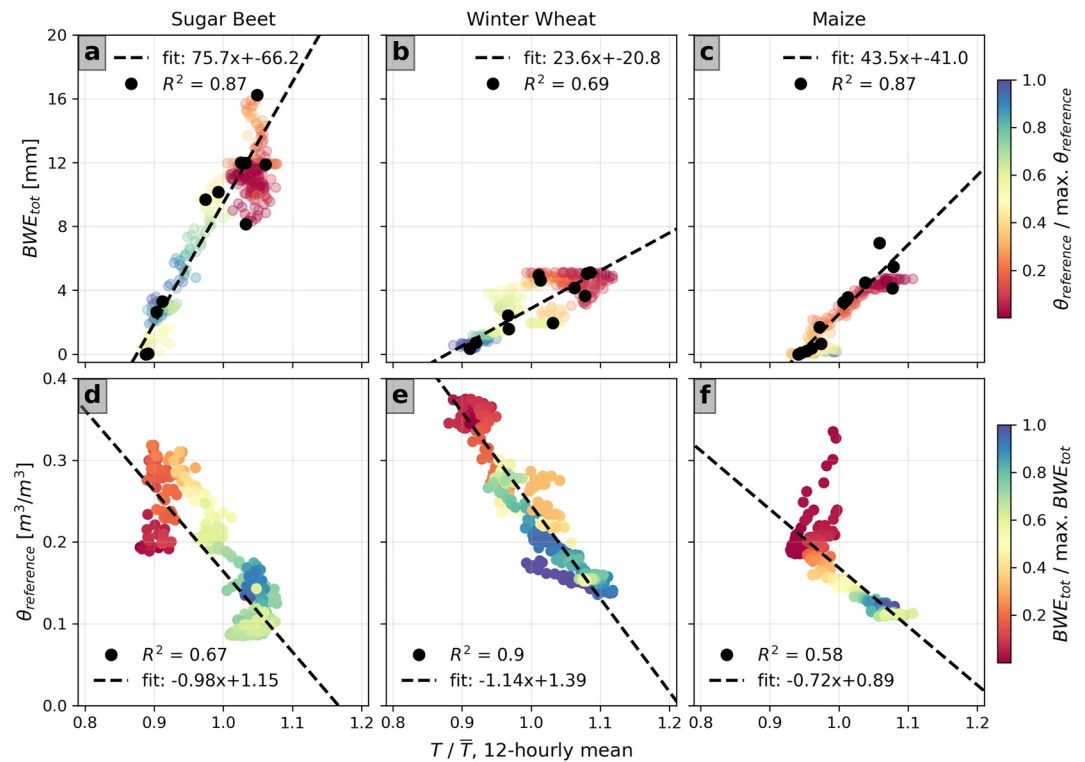 Sugar Beet
Winter Wheat
Maize
a
fit: 75.7x+-66.2
R² = 0.87
b
fit: 23.6x+-20.8
R² = 0.69
c
fit: 43.5x+-41.0
R² = 0.87
20
16
12
8
4
0
BWE_tot [mm]
1.0
0.8
0.6
0.4
0.2
θ_reference / max. θ_reference
d
R² = 0.67
fit: -0.98x+1.15
e
R² = 0.9
fit: -1.14x+1.39
f
R² = 0.58
fit: -0.72x+0.89
0.4
0.3
0.2
0.1
0.0
θ_reference [m³/m³]
1.0
0.8
0.6
0.4
0.2
BWE_tot / max. BWE_tot
0.8 0.9 1.0 1.1 1.2
0.8 0.9 1.0 1.1 1.2
0.8 0.9 1.0 1.1 1.2
T / T̅, 12-hourly mean